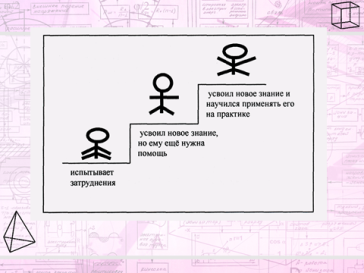 усвоил новое знание и
научился применять его
на практике
усвоил новое знание,
но ему ещё нужна
помощь
испытывает
затруднения